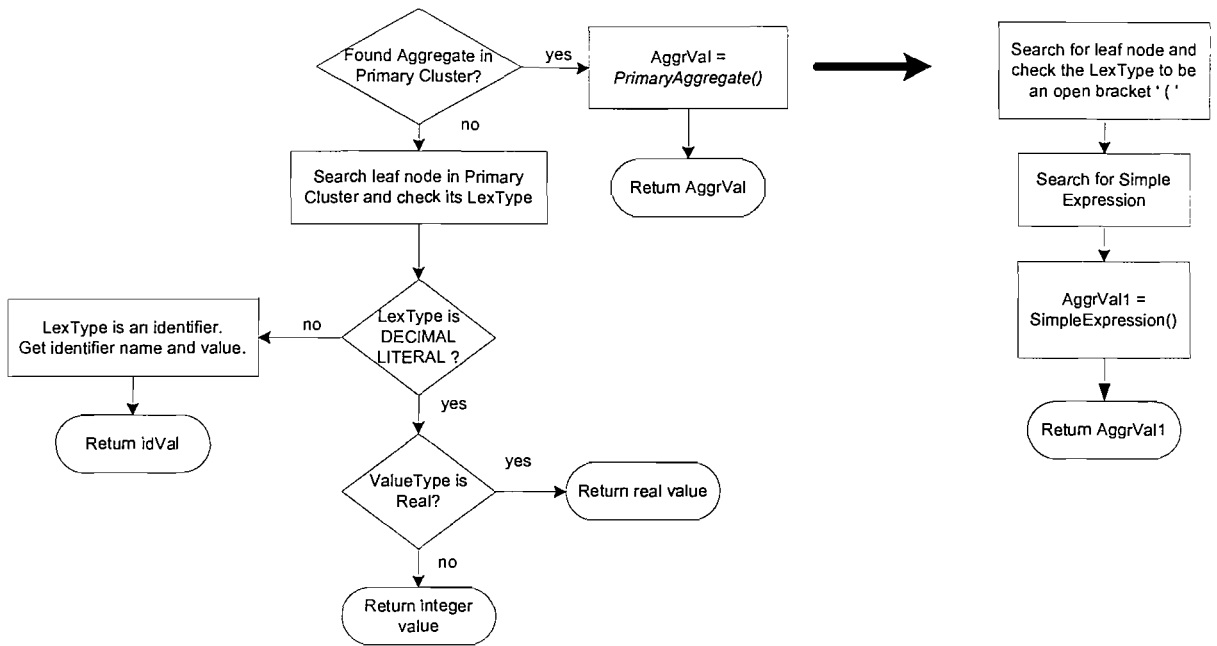 Found Aggregate in
Primary Cluster?
yes
AggrVal =
PrimaryAggregate()
no
Return AggrVal
Search leaf node in Primary
Cluster and check its LexType
LexType is
DECIMAL
LITERAL ?
no
LexType is an identifier.
Get identifier name and value.
Return idVal
yes
ValueType is
Real?
yes
Return real value
no
Return integer
value
Search for leaf node and
check the LexType to be
an open bracket ' ( '
Search for Simple
Expression
AggrVal1 =
SimpleExpression()
Return AggrVal1